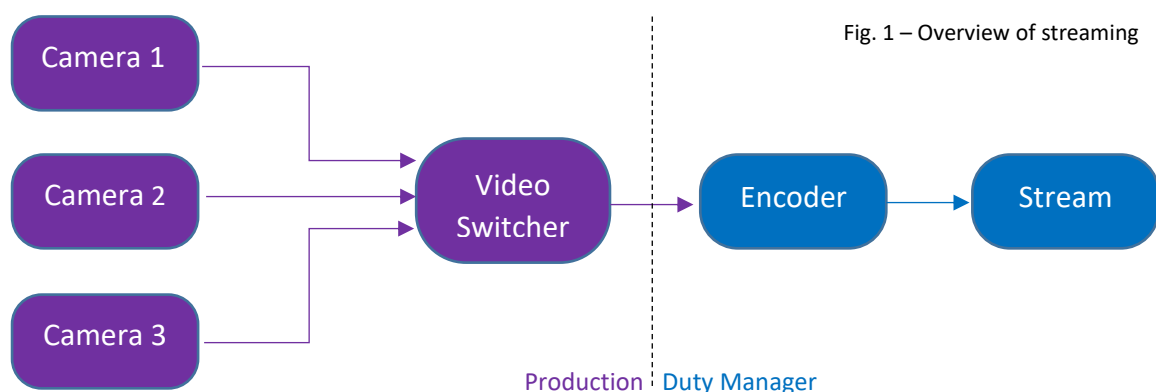 Fig. 1 – Overview of streaming
Camera 1
Camera 2
Camera 3
Video
Switcher
Encoder
Stream
Production
Duty Manager